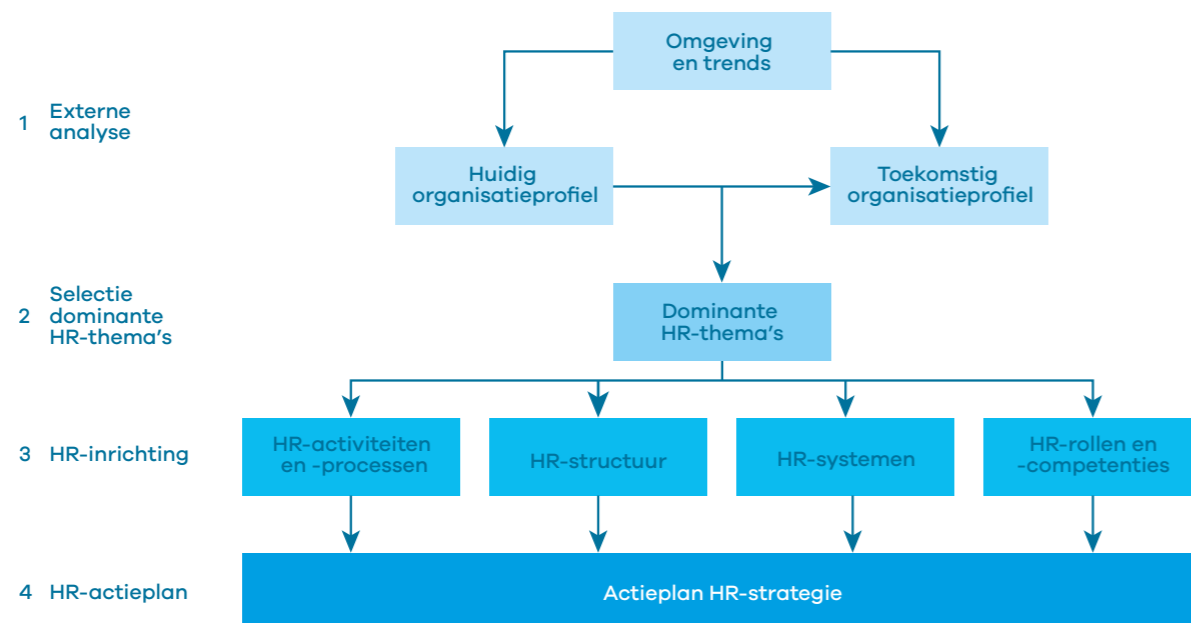 Omgeving
en trends
1 Externe
analyse
Huidig
organisatieprofiel
Toekomstig
organisatieprofiel
2 Selectie
dominante
HR-thema's
Dominante
HR-thema's
3 HR-inrichting
HR-activiteiten
en -processen
HR-structuur
HR-systemen
HR-rollen en
-competenties
4 HR-actieplan
Actieplan HR-strategie